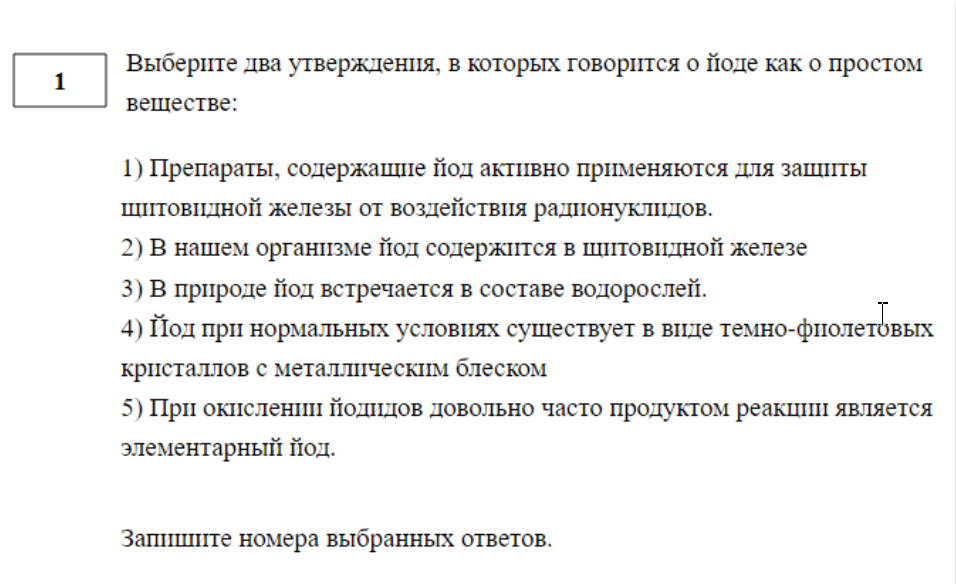 1
Выберите два утверждения, в которых говорится о йоде как о простом
веществе:
1) Препараты, содержащие йод активно применяются для защиты
щитовидной железы от воздействия радионуклидов.
2) В нашем организме йод содержится в щитовидной железе
3) В природе йод встречается в составе водорослей.
4) Йод при нормальных условиях существует в виде темно-фиолетовых
кристаллов с металлическим блеском
5) При окислении йодидов довольно часто продуктом реакции является
элементарный йод.
Запишите номера выбранных ответов.